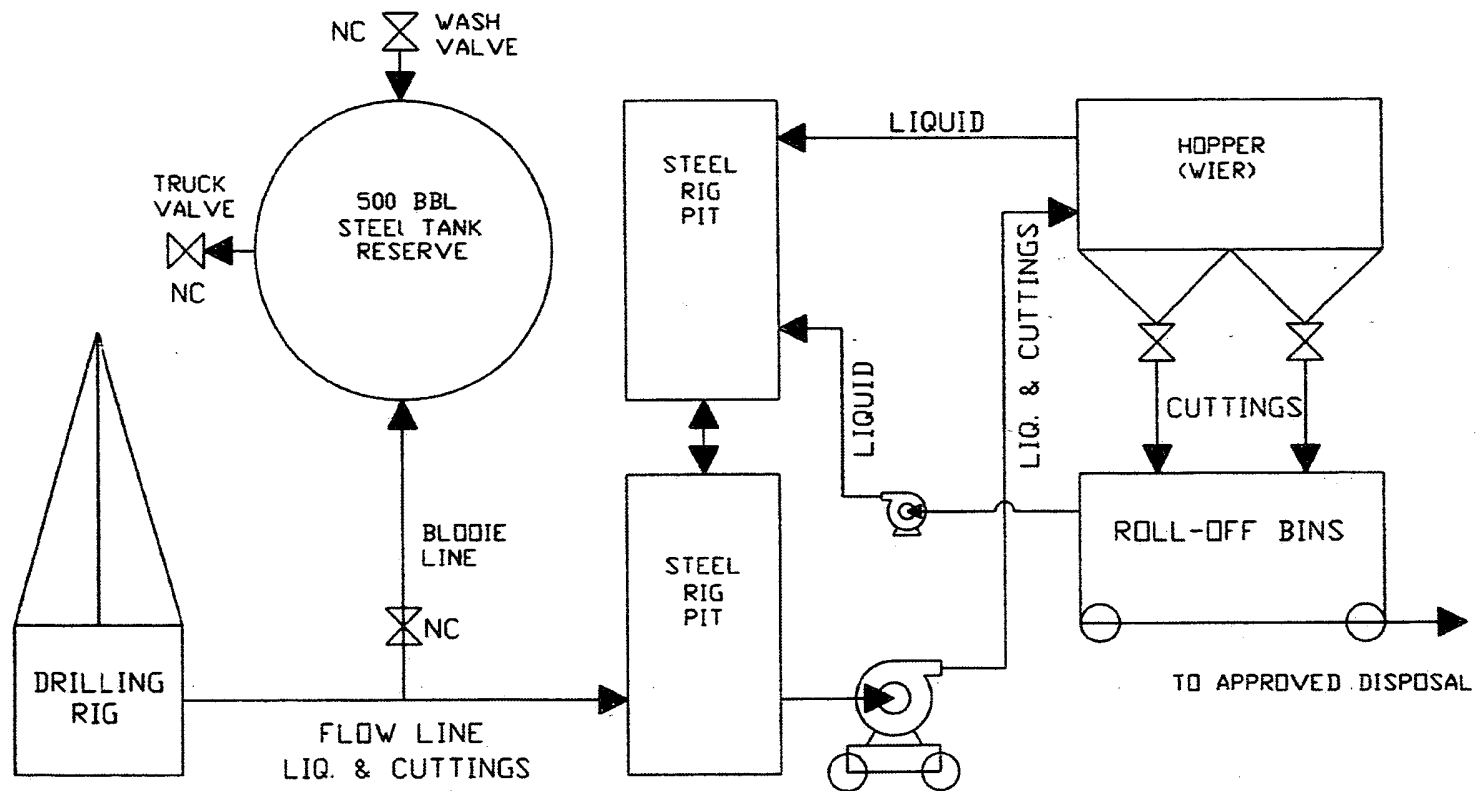 NC
WASH
VALVE
TRUCK
VALVE
NC
500 BBL
STEEL TANK
RESERVE
STEEL
RIG
PIT
LIQUID
HOPPER
(WIER)
LIQUID
LIQ. & CUTTINGS
CUTTINGS
BLOOIE
LINE
NC
STEEL
RIG
PIT
ROLL-OFF BINS
DRILLING
RIG
FLOW LINE
LIQ. & CUTTINGS
TO APPROVED DISPOSAL